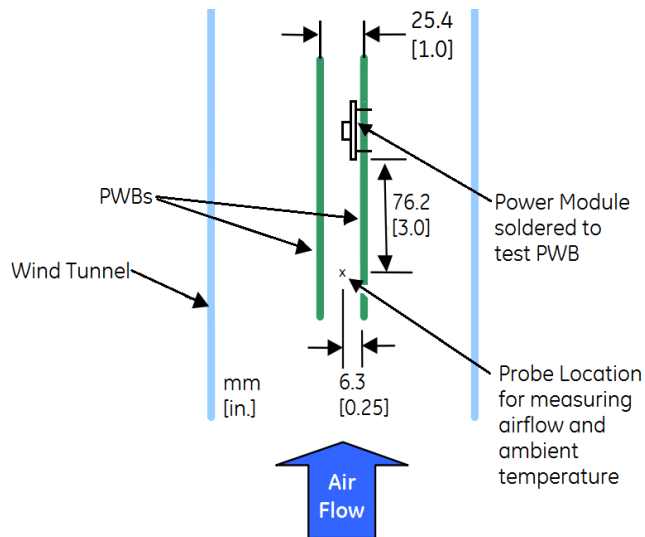 25.4
[1.0]
PWBs
76.2
[3.0]
Power Module
soldered to
test PWB
Wind Tunnel
x
mm
[in.]
6.3
[0.25]
Probe Location
for measuring
airflow and
ambient
temperature
Air
Flow